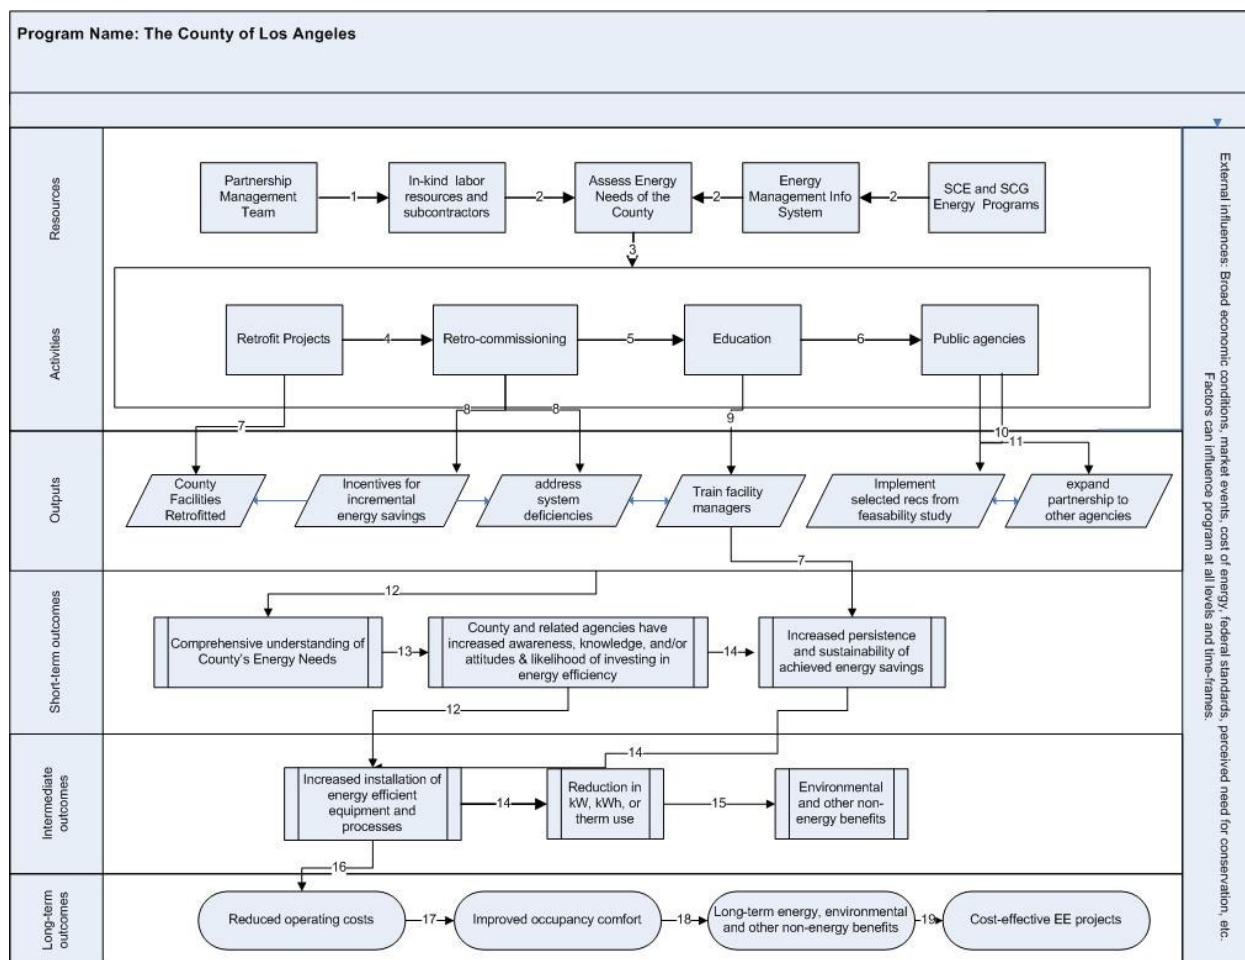 Program Name: The County of Los Angeles
Resources
Partnership
Management
Team
1
In-kind labor
resources and
subcontractors
2
Assess Energy
Needs of the
County
2
Energy
Management Info
System
2
SCE and SCG
Energy Programs
3
Activities
Retrofit Projects
4
Retro-commissioning
5
Education
6
Public agencies
7
8
8
9
10
11
Outputs
County
Facilities
Retrofitted
Incentives for
incremental
energy savings
address
system
deficiencies
Train facility
managers
Implement
selected recs from
feasability study
expand
partnership to
other agencies
7
12
Short-term outcomes
Comprehensive understanding of
County's Energy Needs
13
County and related agencies have
increased awareness, knowledge, and/or
attitudes & likelihood of investing in
energy efficiency
14
Increased persistence
and sustainability of
achieved energy savings
12
14
Intermediate
outcomes
Increased installation of
energy efficient
equipment and
processes
14
Reduction in
kW, kWh, or
therm use
15
Environmental
and other non-
energy benefits
16
Long-term
outcomes
Reduced operating costs
17
Improved occupancy comfort
18
Long-term energy, environmental
and other non-energy benefits
19
Cost-effective EE projects
External influences: Broad economic conditions, market events, cost of energy, federal standards, perceived need for conservation, etc.
Factors can influence program at all levels and time-frames.